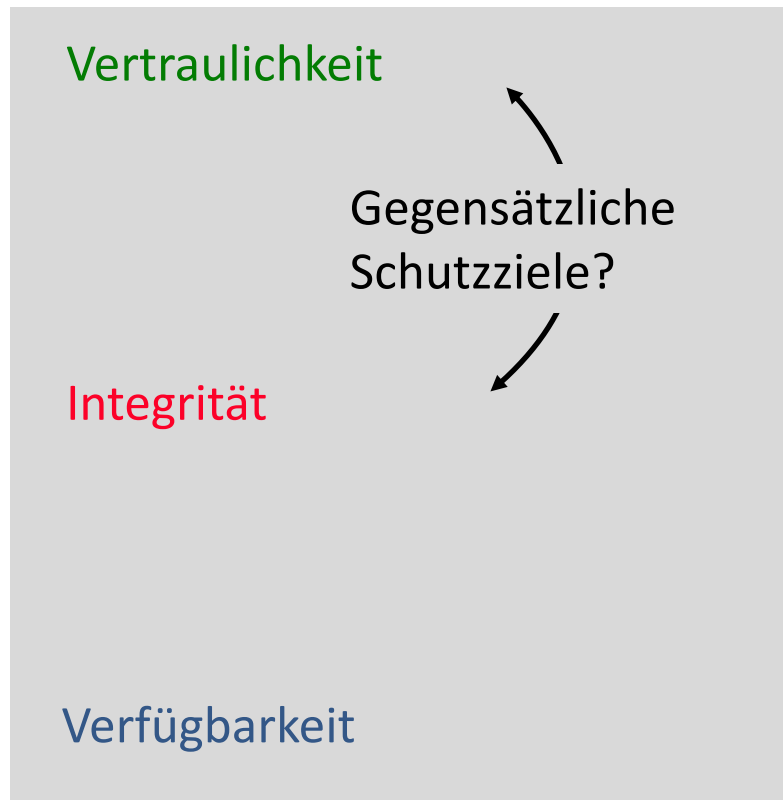 Vertraulichkeit
Gegensätzliche
Schutzziele?
Integrität
Verfügbarkeit